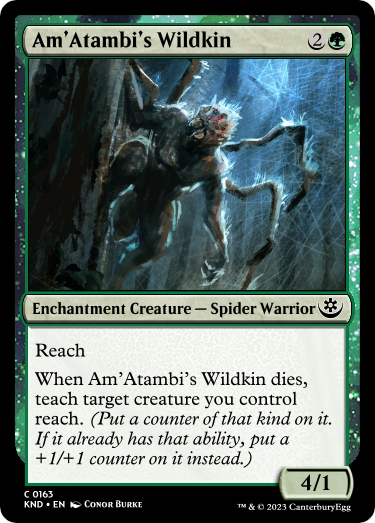 Am'Atambi's Wildkin 2
Enchantment Creature — Spider Warrior
Reach
When Am'Atambi's Wildkin dies,
teach target creature you control
reach. (Put a counter of that kind on it.
If it already has that ability, put a
+1/+1 counter on it instead.)
4/1
C 0163
KND • EN Conor Burke ™ & © 2023 CanterburyEgg